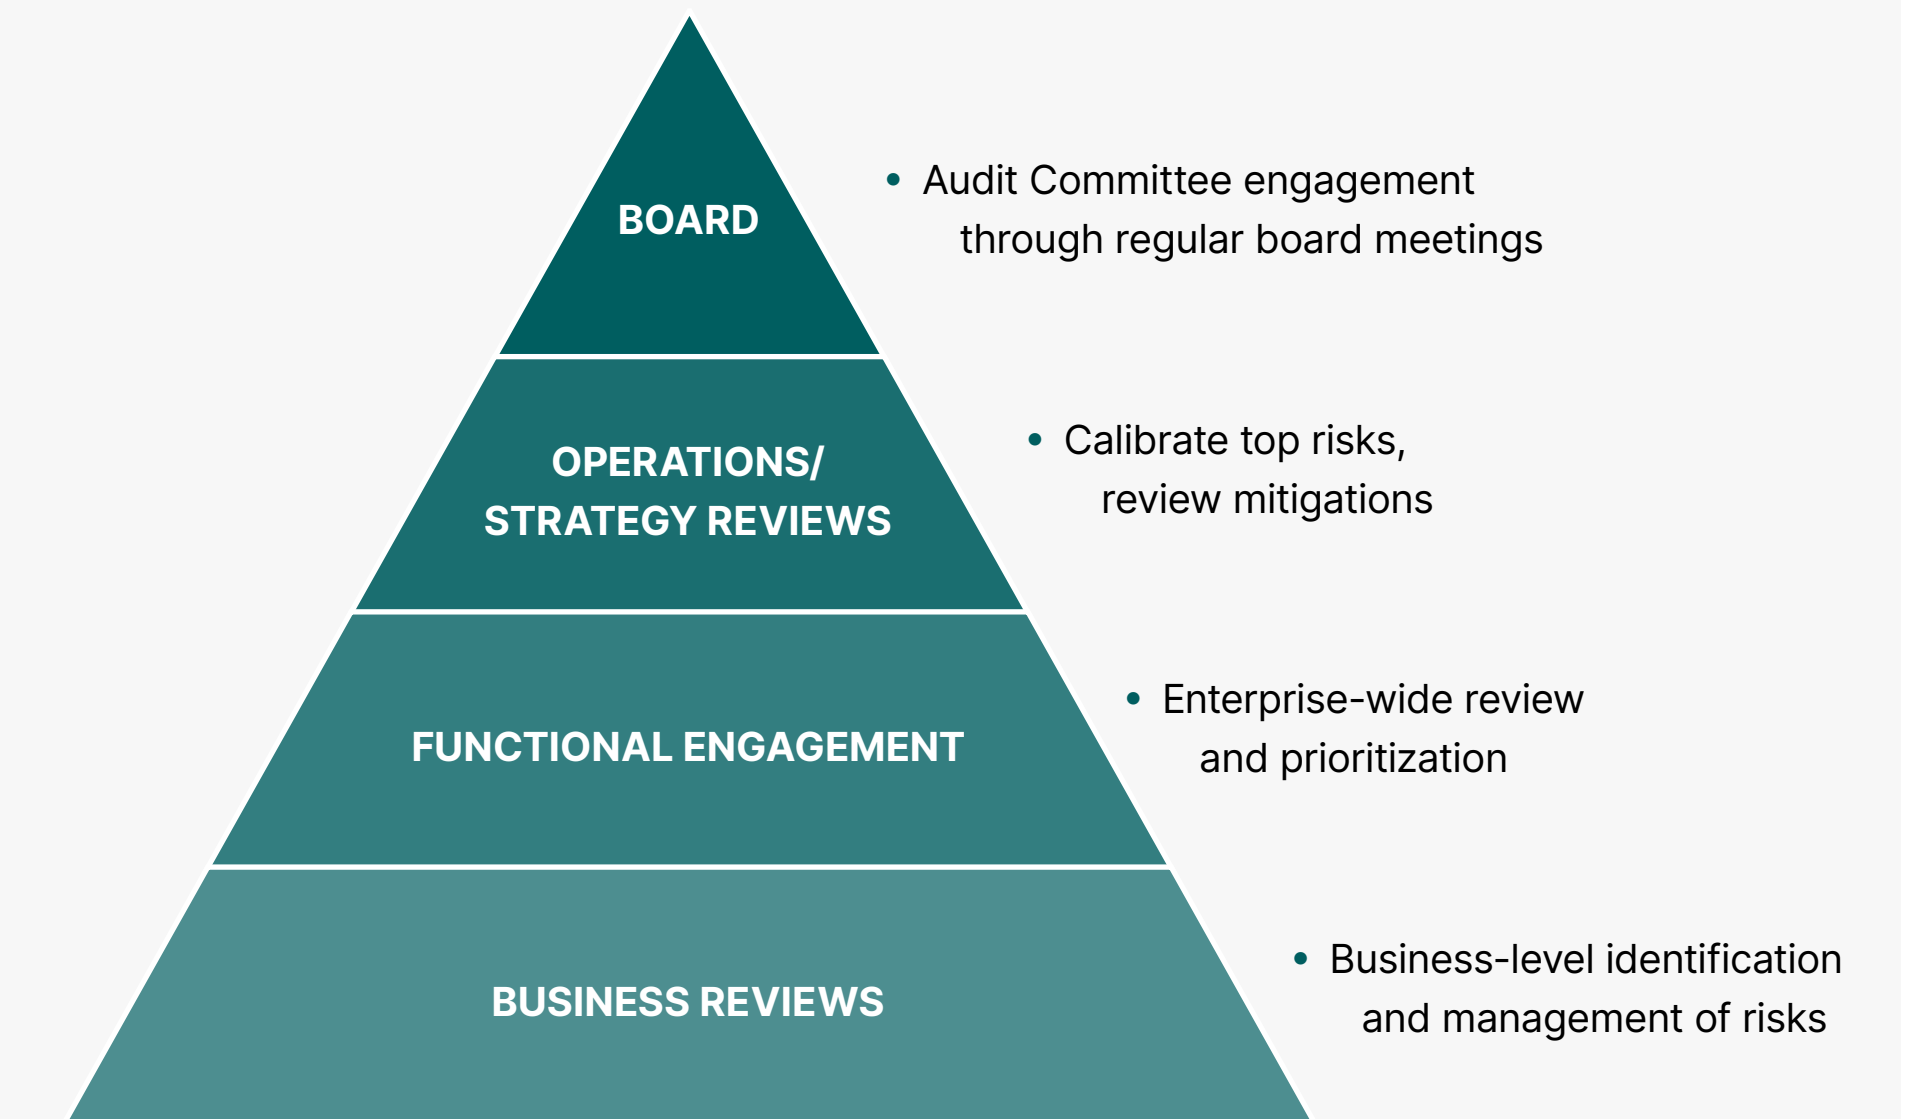 BOARD
• Audit Committee engagement
through regular board meetings
OPERATIONS/
STRATEGY REVIEWS
• Calibrate top risks,
review mitigations
FUNCTIONAL ENGAGEMENT
• Enterprise-wide review
and prioritization
BUSINESS REVIEWS
• Business-level identification
and management of risks